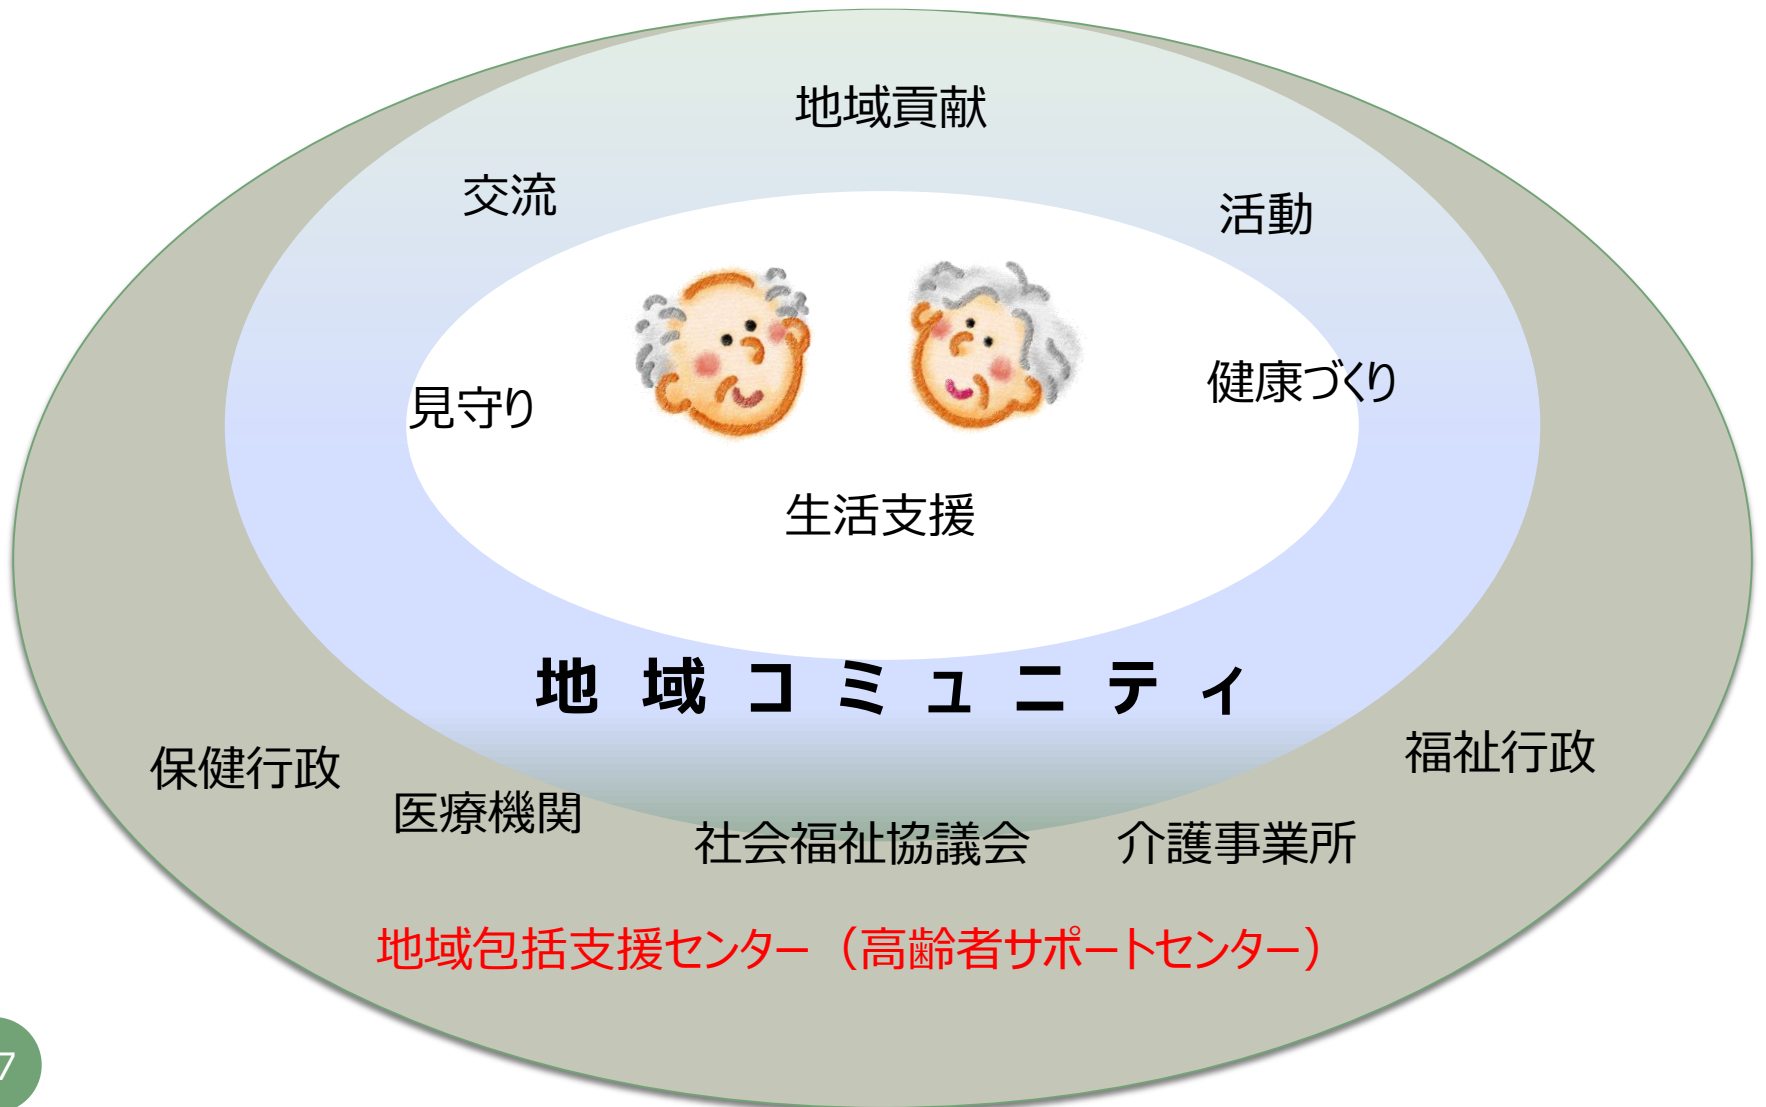 地域貢献
交流
活動
見守り
健康づくり
生活支援
地域コミュニティ
保健行政
福祉行政
医療機関
社会福祉協議会
介護事業所
地域包括支援センター（高齢者サポートセンター）
7